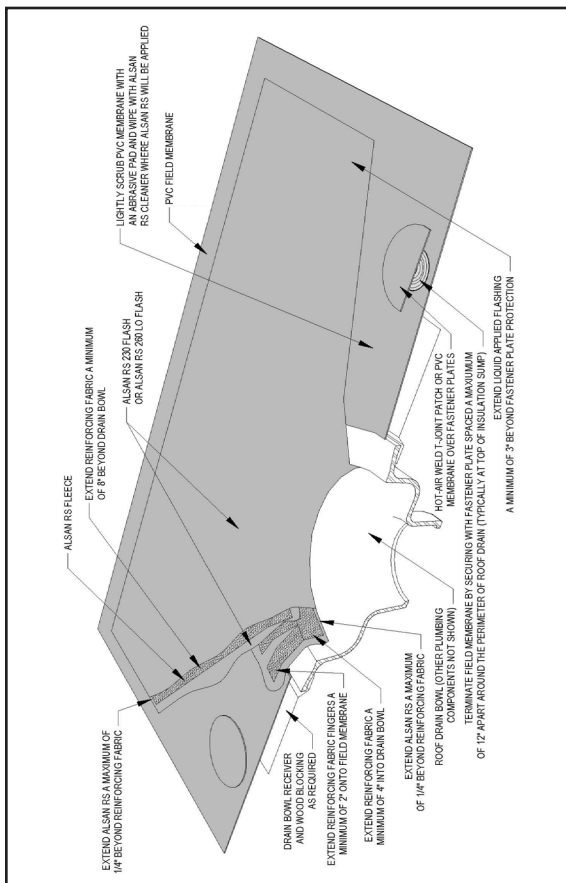 LIGHTLY SCRUB PVC MEMBRANE WITH
AN ABRASIVE PAD AND WIPE WITH ALSAN
RS CLEANER WHERE ALSAN RS WILL BE APPLIED
PVC FIELD MEMBRANE
ALSAN RS 230 FLASH
OR ALSAN RS 260 LO FLASH
EXTEND REINFORCING FABRIC A MINIMUM
OF 8" BEYOND DRAIN BOWL
ALSAN RS FLEECE
EXTEND ALSAN RS A MAXIMUM OF
1/4" BEYOND REINFORCING FABRIC
DRAIN BOWL RECEIVER
AND WOOD BLOCKING
AS REQUIRED
EXTEND REINFORCING FABRIC FINGERS A
MINIMUM OF 2" ONTO FIELD MEMBRANE
EXTEND REINFORCING FABRIC A
MINIMUM OF 4" INTO DRAIN BOWL
EXTEND ALSAN RS A MAXIMUM
OF 1/4" BEYOND REINFORCING FABRIC
ROOF DRAIN BOWL (OTHER PLUMBING
COMPONENTS NOT SHOWN)
HOT-AIR WELD T-JOINT PATCH OR PVC
MEMBRANE OVER FASTENER PLATES
TERMINATE FIELD MEMBRANE BY SECURING WITH FASTENER PLATE SPACED A MAXIUMUM
OF 12" APART AROUND THE PERIMETER OF ROOF DRAIN (TYPICALLY AT TOP OF INSULATION SUMP)
EXTEND LIQUID APPLIED FLASHING
A MINIMUM OF 3" BEYOND FASTENER PLATE PROTECTION